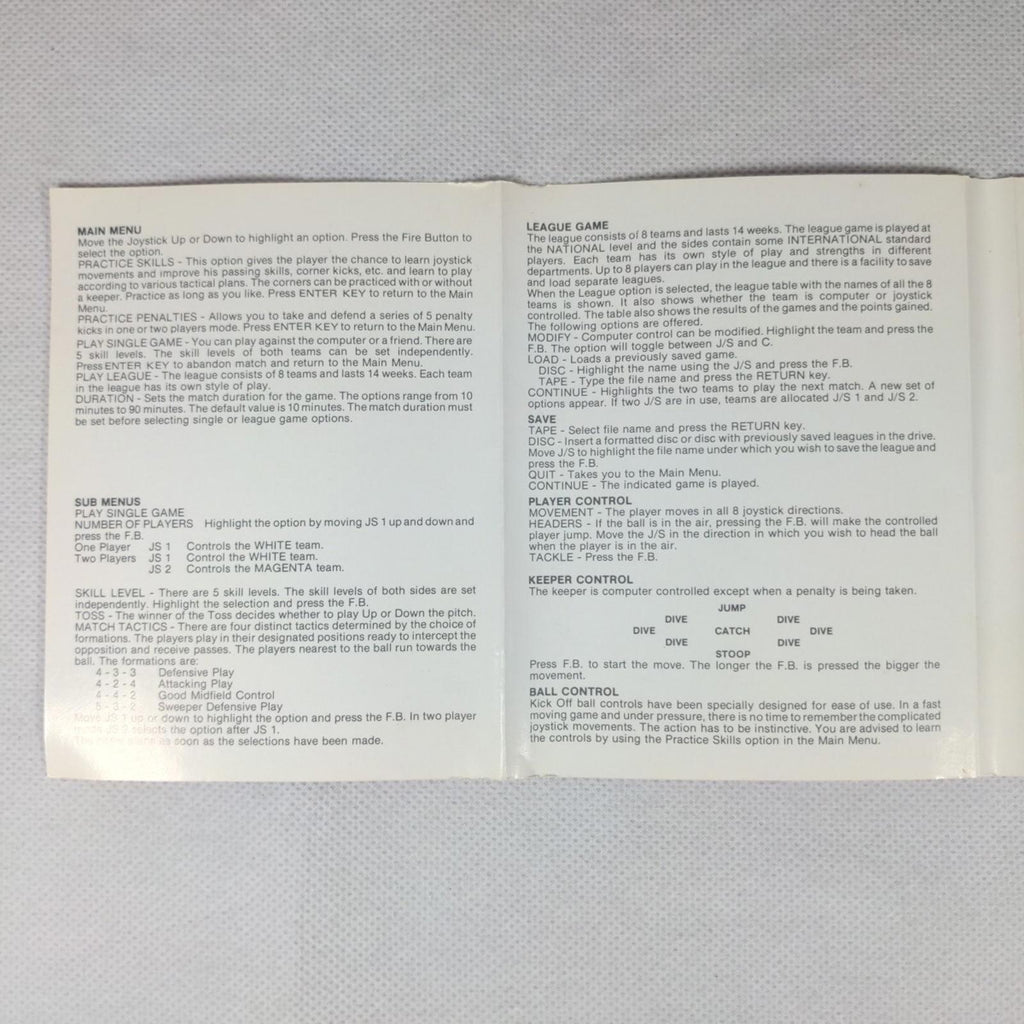 MAIN MENU
Move the Joystick Up or Down to highlight an option. Press the Fire Button to
select the option.
PRACTICE SKILLS - This option gives the player the chance to learn joystick
movements and improve his passing skills, corner kicks, etc. and learn to play
according to various tactical plans. The corners can be practiced with or without
a keeper. Practice as long as you like. Press ENTER KEY to return to the Main
Menu.
PRACTICE PENALTIES - Allows you to take and defend a series of 5 penalty
kicks in one or two players mode. Press ENTER KEY to return to the Main Menu.
PLAY SINGLE GAME - You can play against the computer or a friend. There are
5 skill levels. The skill levels of both teams can be set independently.
Press ENTER KEY to abandon match and return to the Main Menu.
PLAY LEAGUE - The league consists of 8 teams and lasts 14 weeks. Each team
in the league has its own style of play.
DURATION - Sets the match duration for the game. The options range from 10
minutes to 90 minutes. The default value is 10 minutes. The match duration must
be set before selecting single or league game options.
SUB MENUS
PLAY SINGLE GAME
NUMBER OF PLAYERS Highlight the option by moving JS 1 up and down and
press the F.B.
One Player JS 1 Controls the WHITE team.
Two Players JS 1 Control the WHITE team.
JS 2 Controls the MAGENTA team.
SKILL LEVEL - There are 5 skill levels. The skill levels of both sides are set
independently. Highlight the selection and press the F.B.
TOSS - The winner of the Toss decides whether to play Up or Down the pitch.
MATCH TACTICS - There are four distinct tactics determined by the choice of
formations. The players play in their designated positions ready to intercept the
opposition and receive passes. The players nearest to the ball run towards the
ball. The formations are:
4 - 3 - 3 Defensive Play
4 - 2 - 4 Attacking Play
4 - 4 - 2 Good Midfield Control
5 - 3 - 2 Sweeper Defensive Play
Move JS 1 up or down to highlight the option and press the F.B. In two player
mode JS 2 selects the option after JS 1.
as soon as the selections have been made.
LEAGUE GAME
The league consists of 8 teams and lasts 14 weeks. The league game is played at
the NATIONAL level and the sides contain some INTERNATIONAL standard
players. Each team has its own style of play and strengths in different
departments. Up to 8 players can play in the league and there is a facility to save
and load separate leagues.
When the League option is selected, the league table with the names of all the 8
teams is shown. It also shows whether the team is computer or joystick
controlled. The table also shows the results of the games and the points gained.
The following options are offered.
MODIFY - Computer control can be modified. Highlight the team and press the
F.B. The option will toggle between J/S and C.
LOAD - Loads a previously saved game.
DISC - Highlight the name using the J/S and press the F.B.
TAPE - Type the file name and press the RETURN key.
CONTINUE - Highlights the two teams to play the next match. A new set of
options appear. If two J/S are in use, teams are allocated J/S 1 and J/S 2.
SAVE
TAPE - Select file name and press the RETURN key.
DISC - Insert a formatted disc or disc with previously saved leagues in the drive.
Move J/S to highlight the file name under which you wish to save the league and
press the F.B.
QUIT - Takes you to the Main Menu.
CONTINUE - The indicated game is played.
PLAYER CONTROL
MOVEMENT - The player moves in all 8 joystick directions.
HEADERS - If the ball is in the air, pressing the F.B. will make the controlled
player jump. Move the J/S in the direction in which you wish to head the ball
when the player is in the air.
TACKLE - Press the F.B.
KEEPER CONTROL
The keeper is computer controlled except when a penalty is being taken.
JUMP
DIVE DIVE
DIVE CATCH DIVE
DIVE DIVE
STOOP
Press F.B. to start the move. The longer the F.B. is pressed the bigger the
movement.
BALL CONTROL
Kick Off ball controls have been specially designed for ease of use. In a fast
moving game and under pressure, there is no time to remember the complicated
joystick movements. The action has to be instinctive. You are advised to learn
the controls by using the Practice Skills option in the Main Menu.